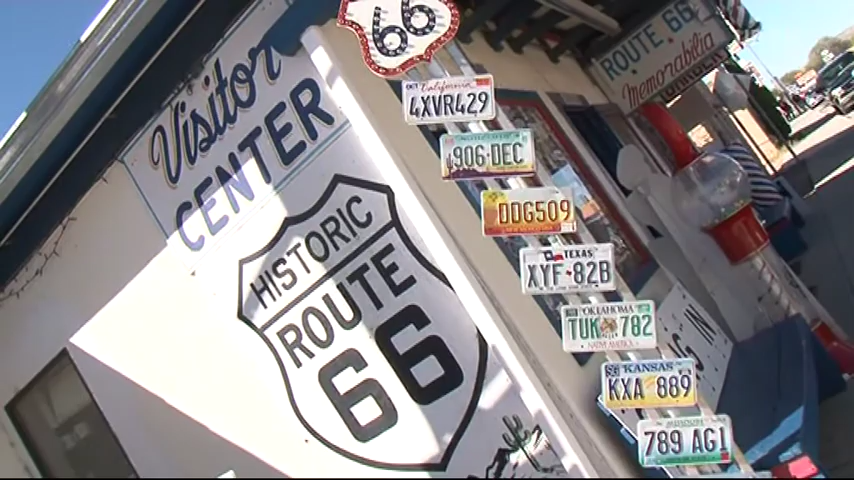 Visitor
CENTER
HISTORIC
ROUTE
66
66
California
4XVR429
906·DEC
DDG509
TEXAS
XYF 82B
OKLAHOMA
TUK 782
NATIVE AMERICA
KANSAS
KXA 889
789 AG1
ROUTE 66
Memorabilia